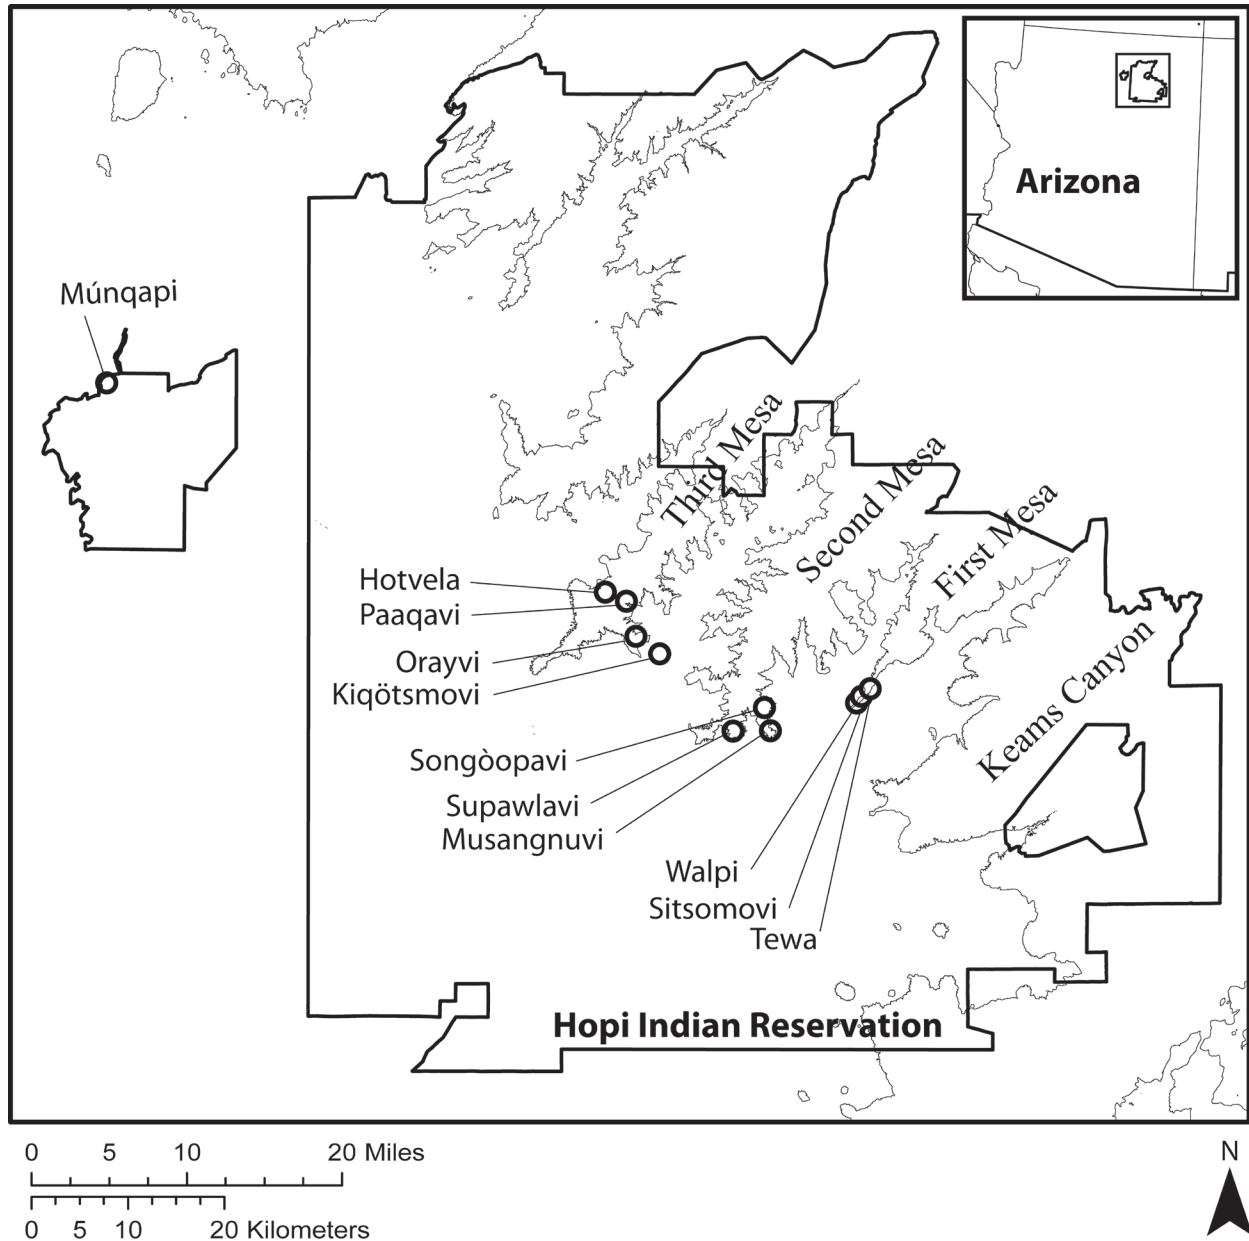 Arizona
Múnqapi
Third Mesa
Second Mesa
First Mesa
Keams Canyon
Hotvela
Paaqavi
Orayvi
Kiqötsmovi
Songòopavi
Supawlavi
Musangnuvi
Walpi
Sitsomovi
Tewa
Hopi Indian Reservation
0 5 10 20 Miles
0 5 10 20 Kilometers
N